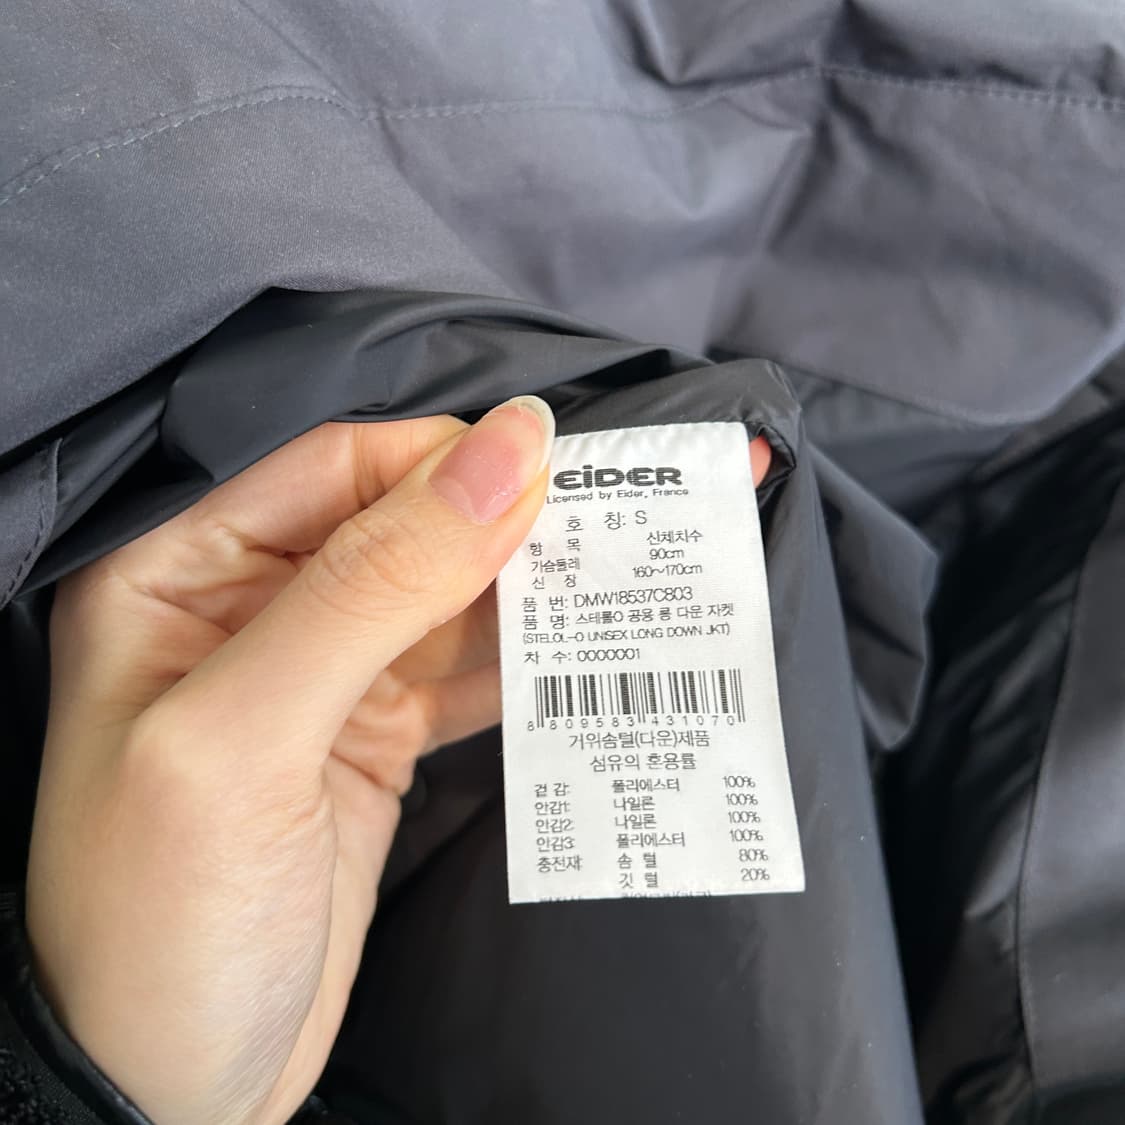 EiDER
Licensed by Eider, France
호 칭: S
항 목 신체치수
가슴둘레 90cm
신 장 160~170cm
품 번: DMW18537C803
품 명: 스테롤O 공용 롱 다운 자켓
(STELOL-O UNISEX LONG DOWN JKT)
차 수: 0000001
8 809583 431070
거위솜털(다운)제품
섬유의 혼용률
겉 감: 폴리에스터 100%
안감1: 나일론 100%
안감2: 나일론 100%
안감3: 폴리에스터 100%
충전재: 솜 털 80%
깃 털 20%